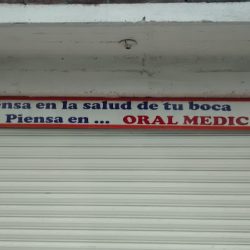 nsa en la salud de tu boca
Piensa en ... ORAL MEDIC